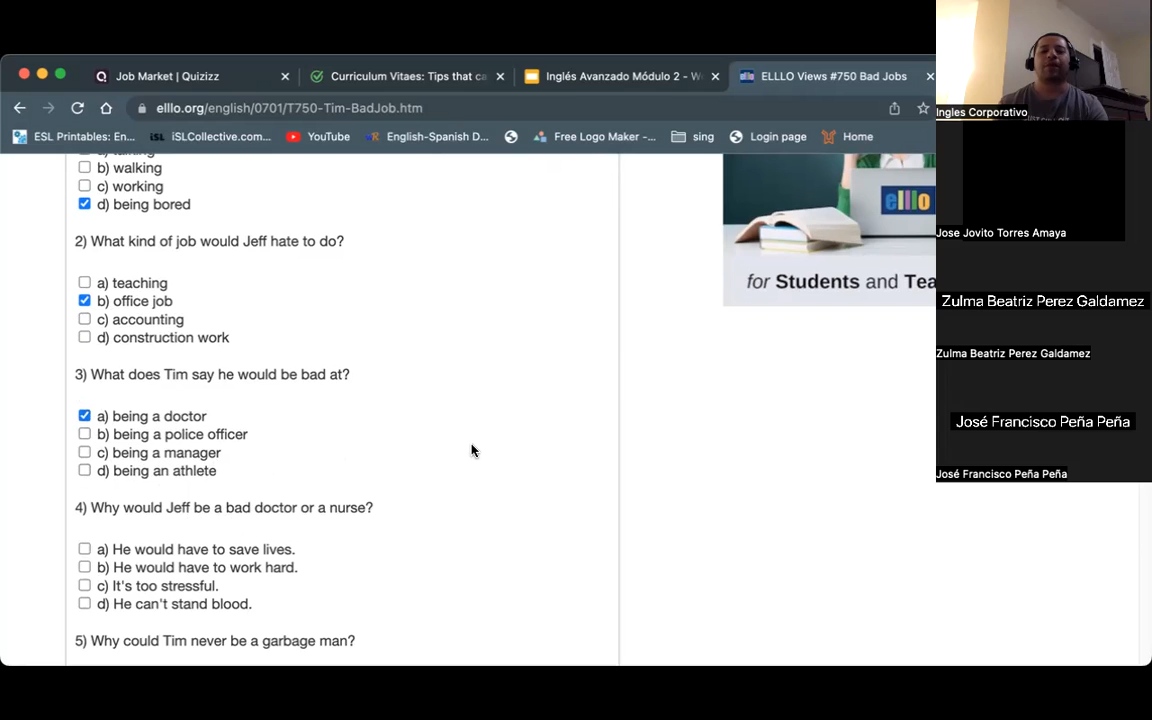 Job Market | Quizizz
Curriculum Vitaes: Tips that ca
Inglés Avanzado Módulo 2 - W
ELLLO Views #750 Bad Jobs
elllo.org/english/0701/T750-Tim-BadJob.htm
ESL Printables: En...
iSL
iSLCollective.com...
YouTube
English-Spanish D...
Free Logo Maker -...
sing
Login page
Home
b) walking
c) working
d) being bored
2) What kind of job would Jeff hate to do?
a) teaching
b) office job
c) accounting
d) construction work
3) What does Tim say he would be bad at?
a) being a doctor
b) being a police officer
c) being a manager
d) being an athlete
4) Why would Jeff be a bad doctor or a nurse?
a) He would have to save lives.
b) He would have to work hard.
c) It's too stressful.
d) He can't stand blood.
5) Why could Tim never be a garbage man?
elllo
for Students and Tea
Ingles Corporativo
Jose Jovito Torres Amaya
Zulma Beatriz Perez Galdamez
Zulma Beatriz Perez Galdamez
José Francisco Peña Peña
José Francisco Peña Peña